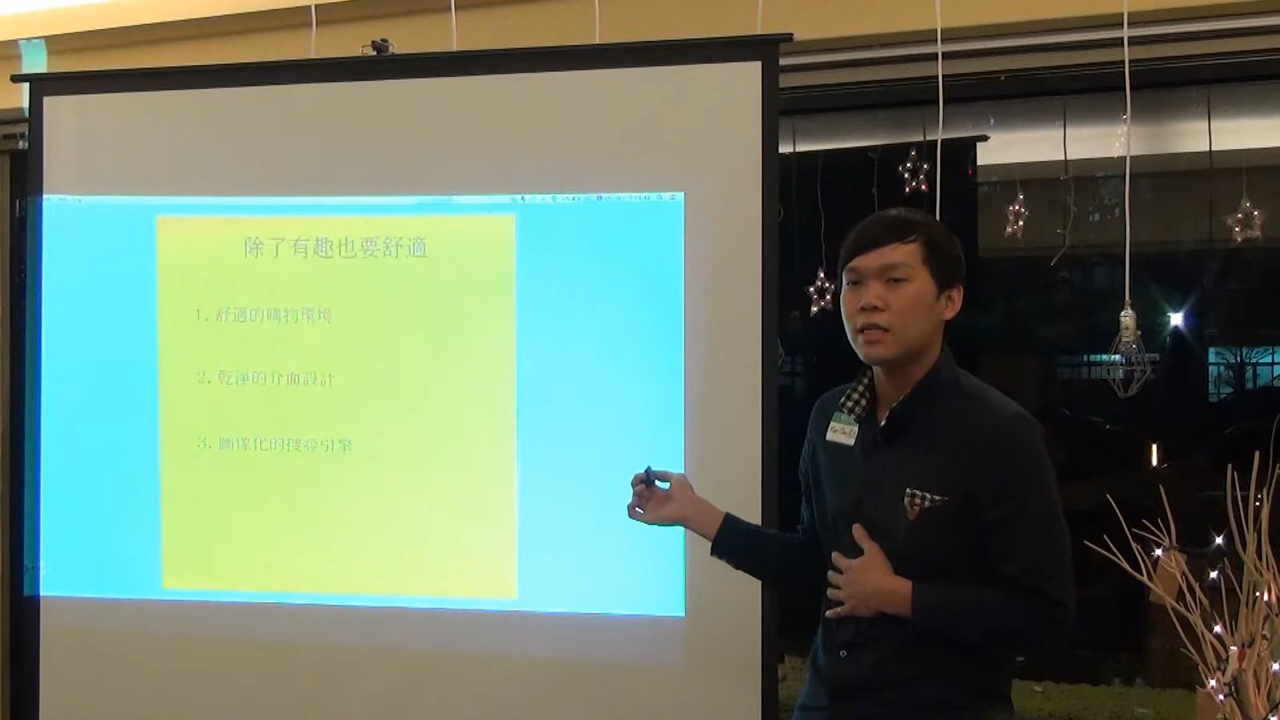 除了有趣也要舒適
1. 舒適的購物環境
2. 乾淨的介面設計
3. 圖像化的搜尋引擎